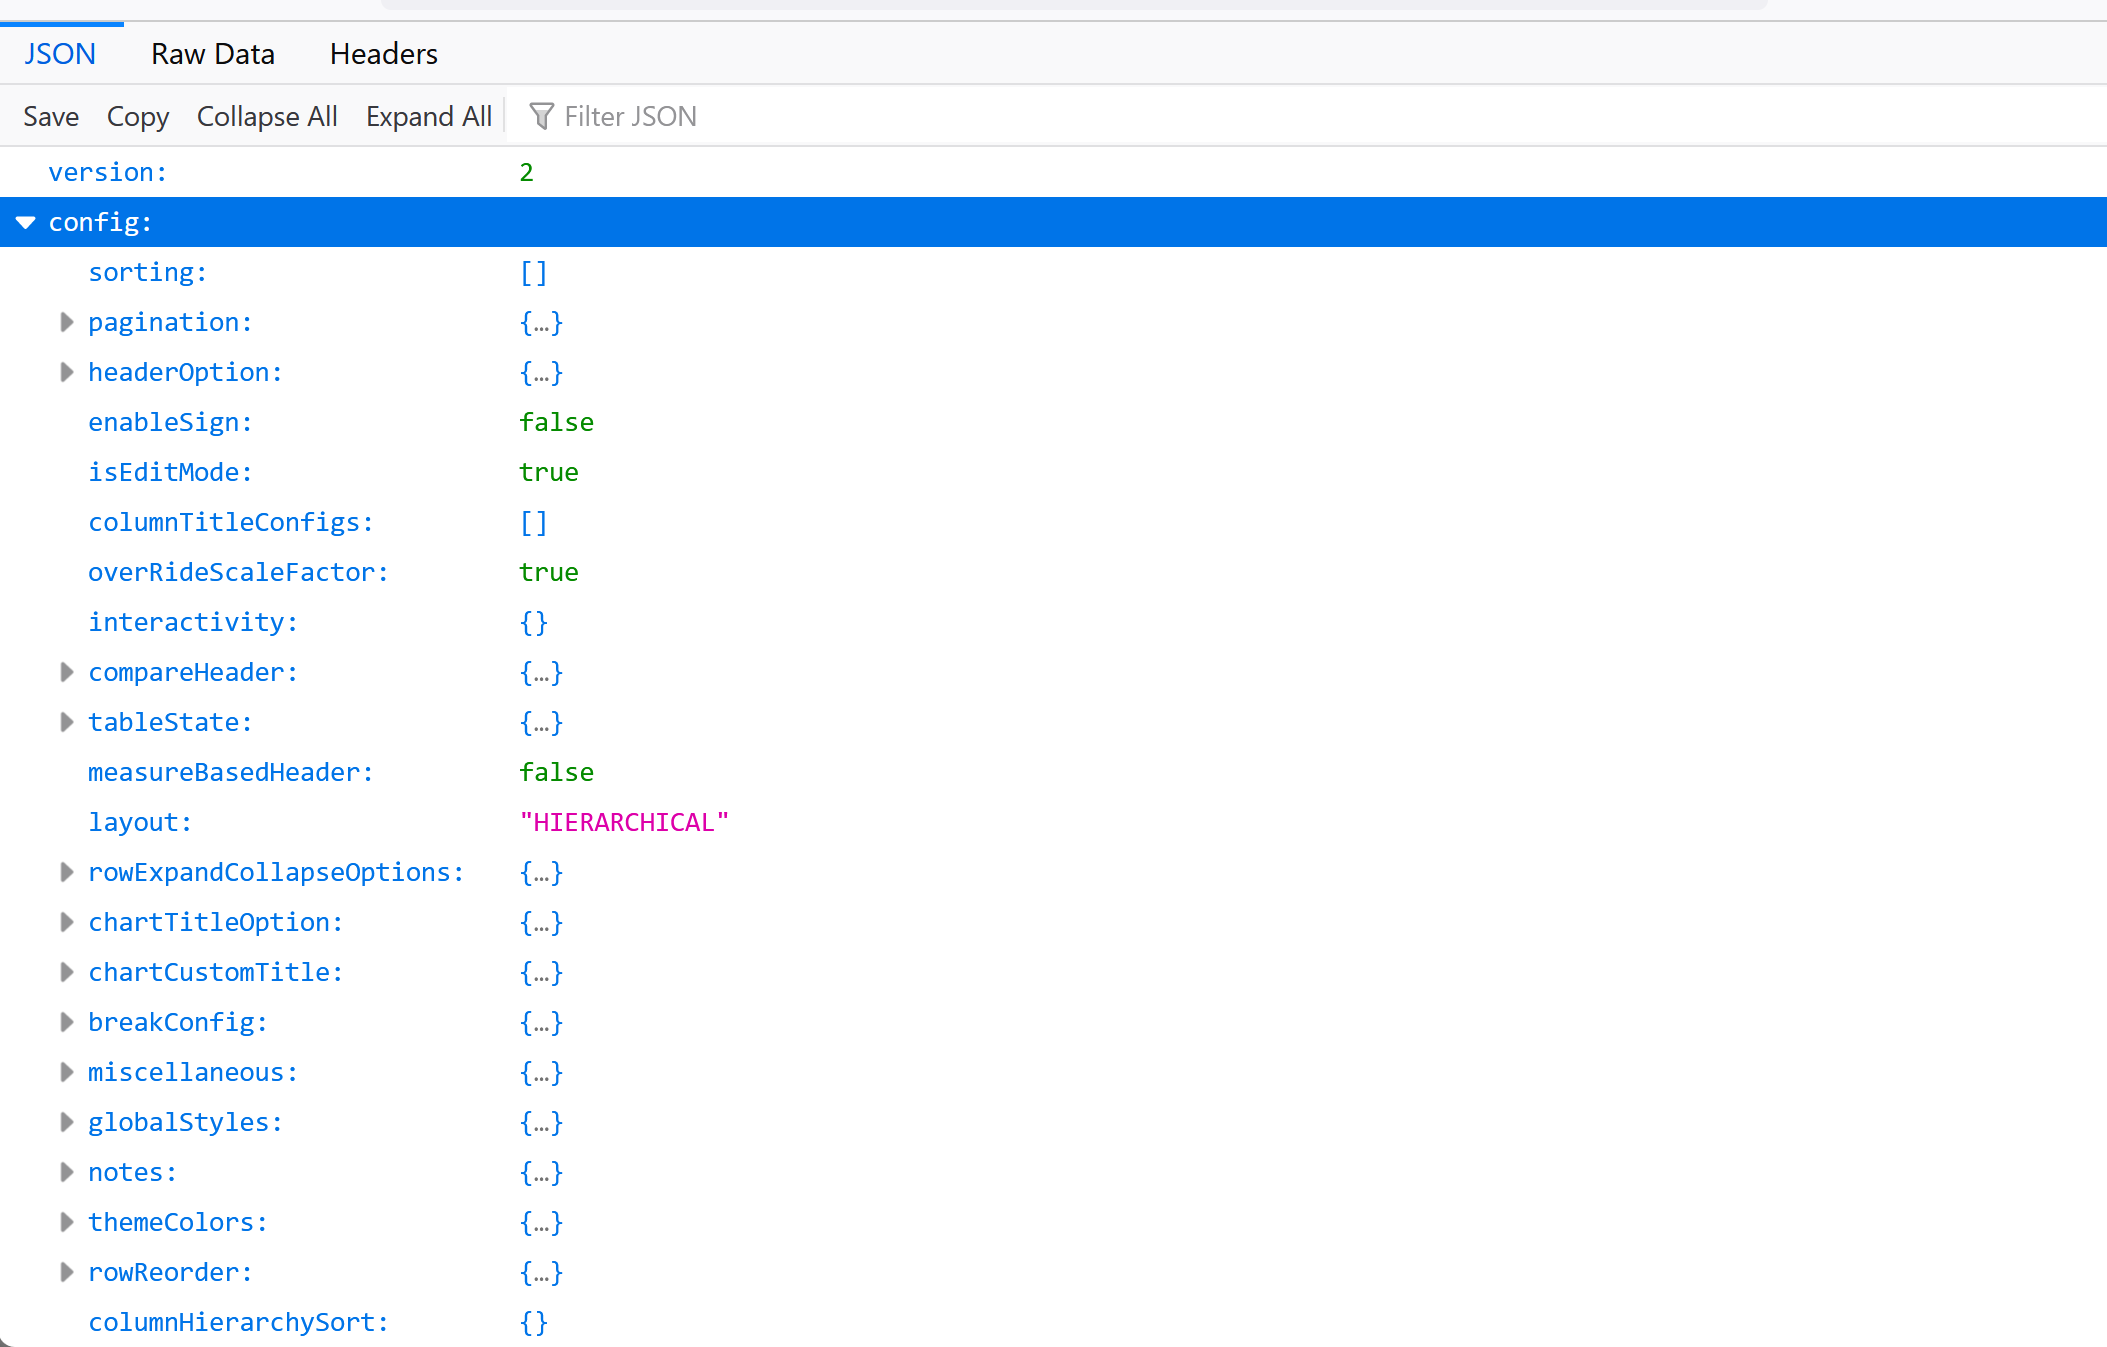 JSON Raw Data Headers
Save Copy Collapse All Expand All Filter JSON
version: 2
config:
sorting: []
pagination: {…}
headerOption: {…}
enableSign: false
isEditMode: true
columnTitleConfigs: []
overRideScaleFactor: true
interactivity: {}
compareHeader: {…}
tableState: {…}
measureBasedHeader: false
layout: "HIERARCHICAL"
rowExpandCollapseOptions: {…}
chartTitleOption: {…}
chartCustomTitle: {…}
breakConfig: {…}
miscellaneous: {…}
globalStyles: {…}
notes: {…}
themeColors: {…}
rowReorder: {…}
columnHierarchySort: {}